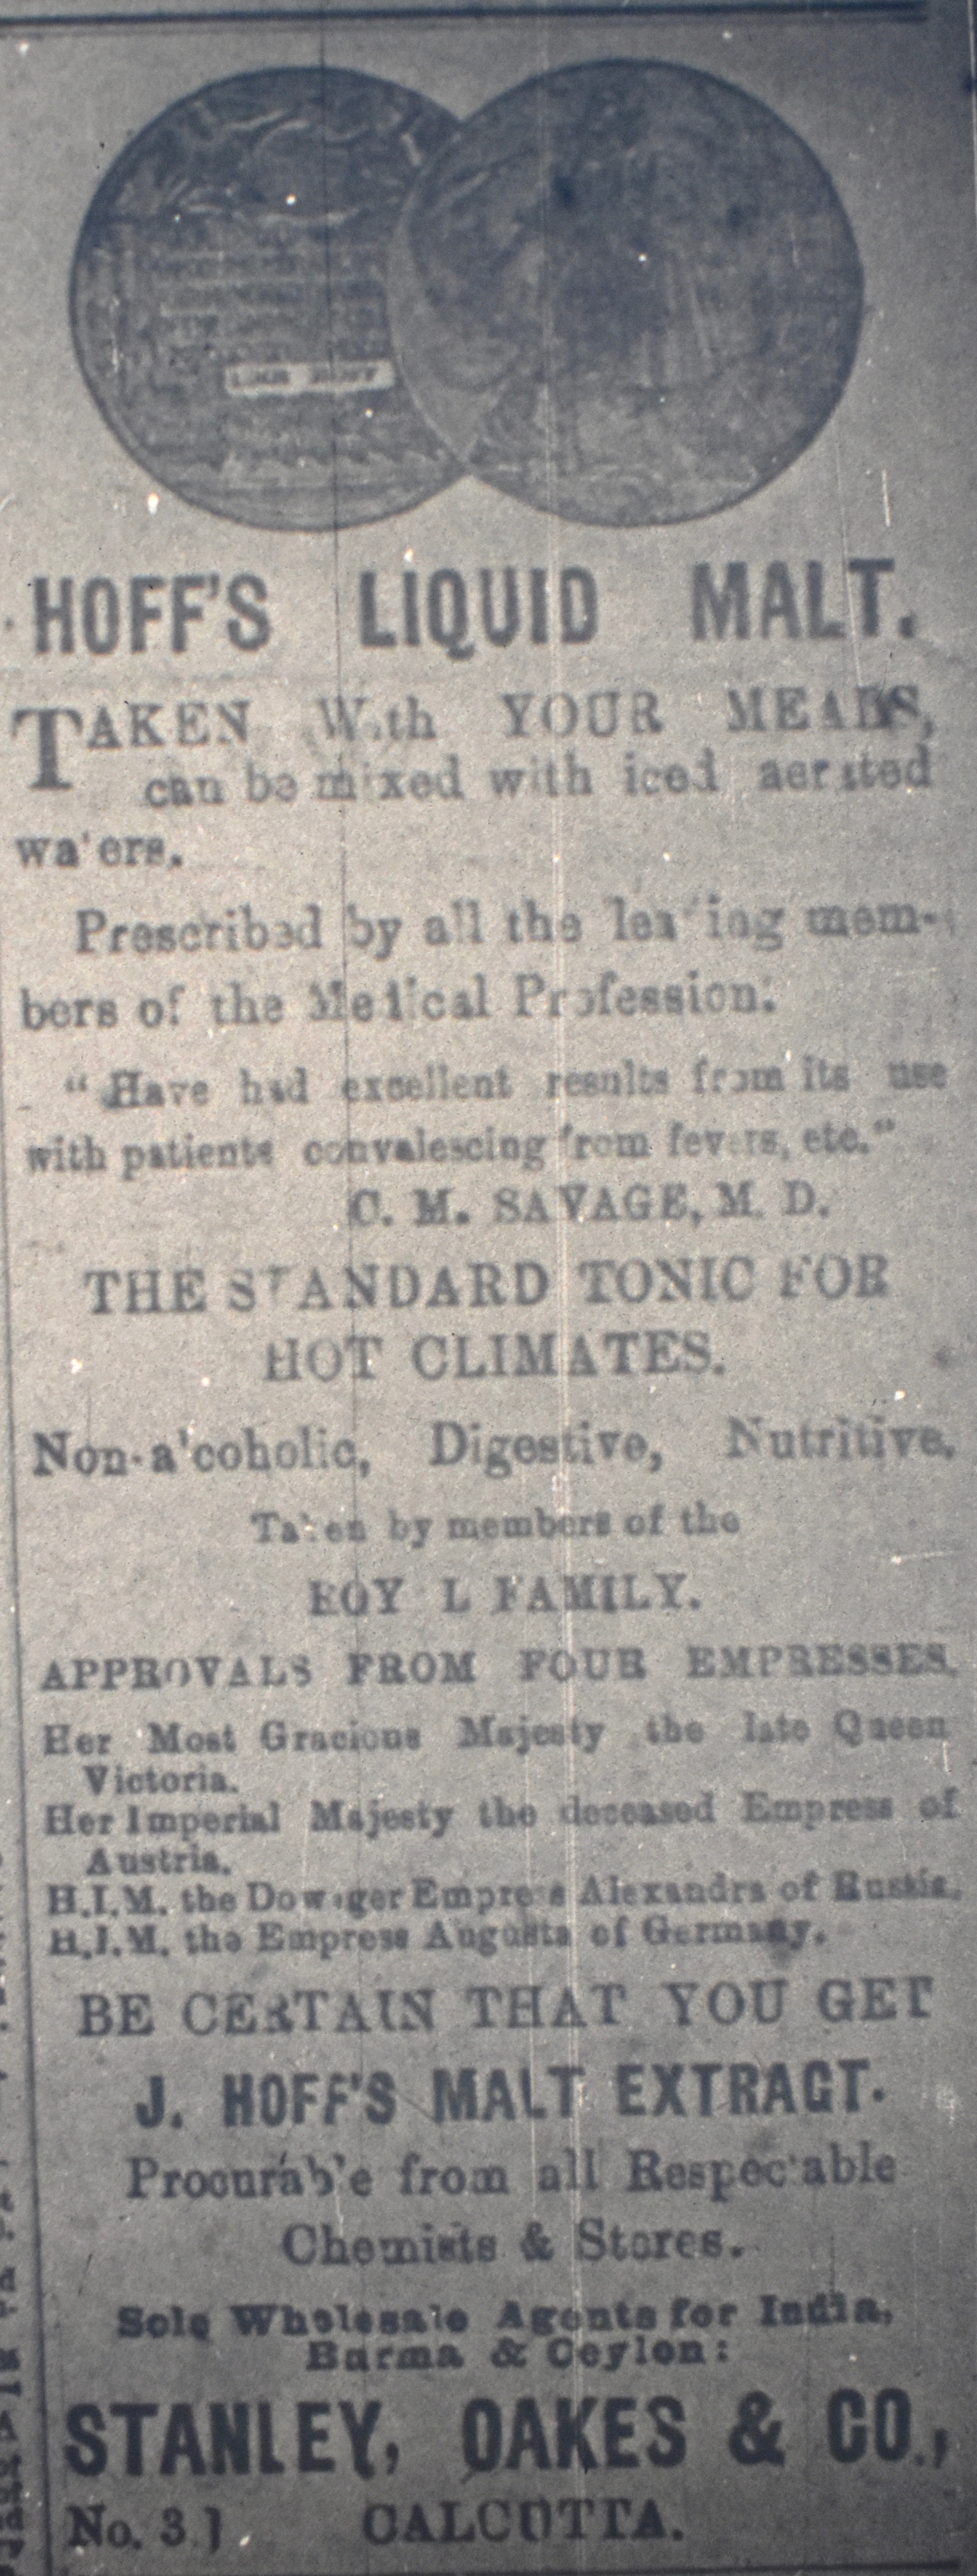 HOFF'S LIQUID MALT.
TAKEN With YOUR MEALS,
can be mixed with iced aerated
waters.
Prescribed by all the leading mem-
bers of the Medical Profession.
"Have had excellent results from its use
with patients convalescing from fevers, etc."
C. M. SAVAGE, M. D.
THE STANDARD TONIC FOR
HOT CLIMATES.
Non-alcoholic, Digestive, Nutritive.
Taken by members of the
ROY L FAMILY.
APPROVALS FROM FOUR EMPRESSES.
Her Most Gracious Majesty the late Queen
Victoria.
Her Imperial Majesty the deceased Empress of
Austria.
H.I.M. the Dowager Empress Alexandra of Russia.
H.I.M. the Empress Augusta of Germany.
BE CERTAIN THAT YOU GET
J. HOFF'S MALT EXTRACT.
Procurable from all Respectable
Chemists & Stores.
Sole Wholesale Agents for India,
Burma & Ceylon:
STANLEY, OAKES & CO.,
No. 3.] CALCUTTA.